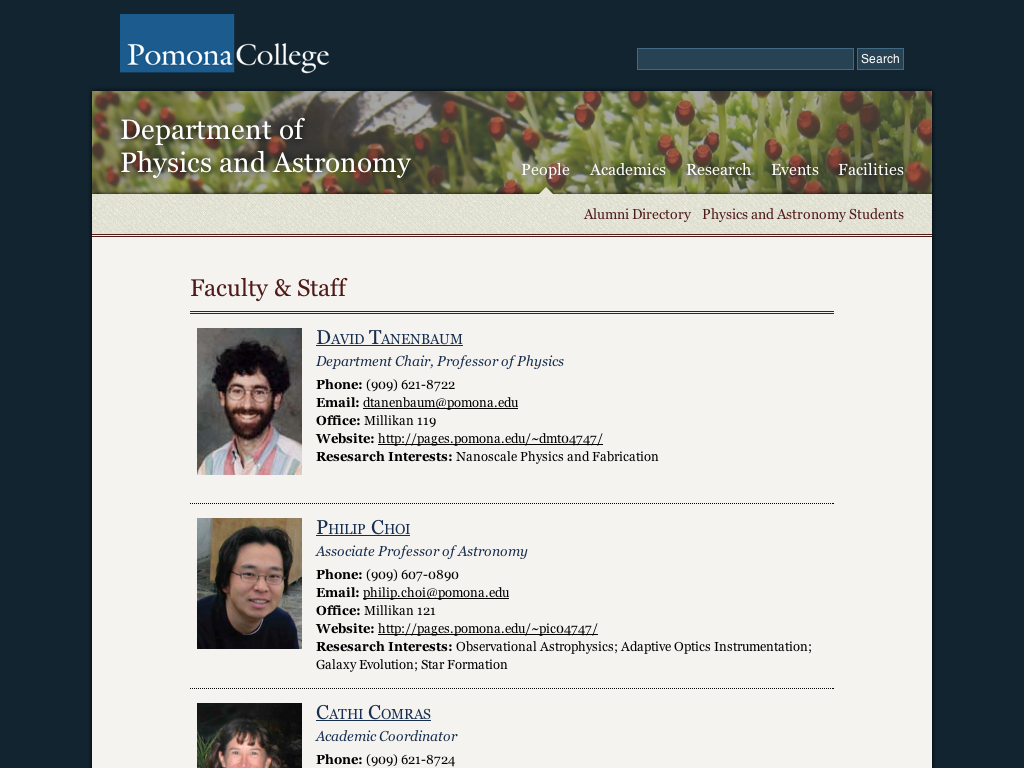 Pomona College
Search
Department of
Physics and Astronomy
People Academics Research Events Facilities
Alumni Directory Physics and Astronomy Students
Faculty & Staff
David Tanenbaum
Department Chair, Professor of Physics
Phone: (909) 621-8722
Email: dtanenbaum@pomona.edu
Office: Millikan 119
Website: http://pages.pomona.edu/~dmt04747/
Resesarch Interests: Nanoscale Physics and Fabrication
Philip Choi
Associate Professor of Astronomy
Phone: (909) 607-0890
Email: philip.choi@pomona.edu
Office: Millikan 121
Website: http://pages.pomona.edu/~pic04747/
Resesarch Interests: Observational Astrophysics; Adaptive Optics Instrumentation;
Galaxy Evolution; Star Formation
Cathi Comras
Academic Coordinator
Phone: (909) 621-8724